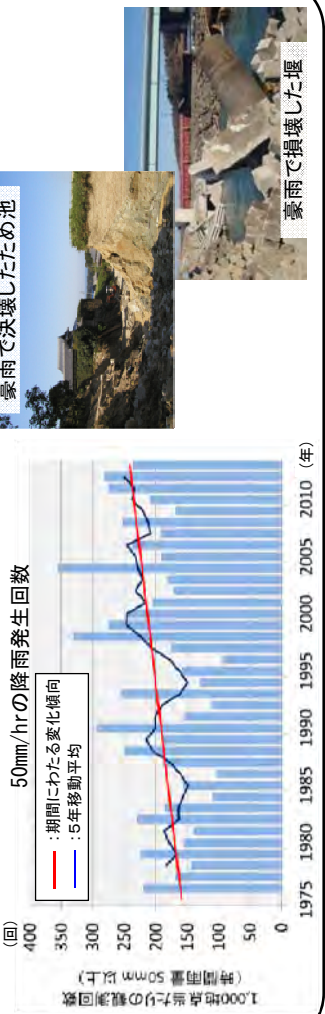 50mm/hrの降雨発生回数
(回)
1,000地点当たりの観測回数
(時間雨量 50mm 以上)
400
350
300
250
200
150
100
50
0
:期間にわたる変化傾向
:5年移動平均
1975
1980
1985
1990
1995
2000
2005
2010
(年)
豪雨で決壊したため池
豪雨で損壊した堰